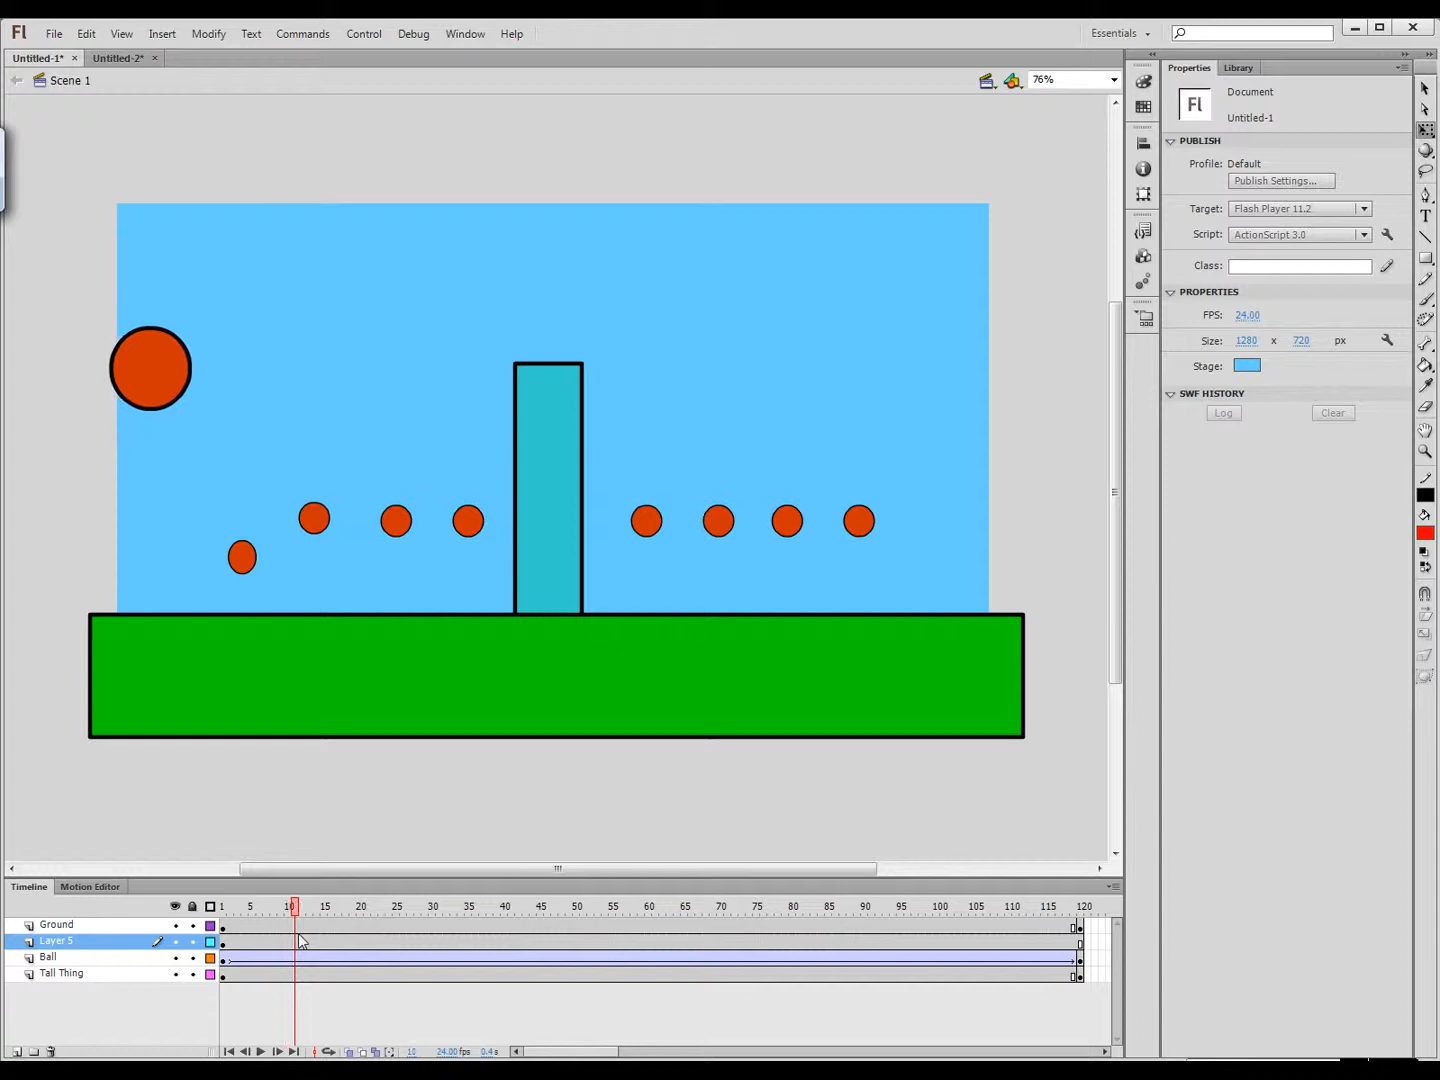 Fl File Edit View Insert Modify Text Commands Control Debug Window Help Essentials
Untitled-1* × Untitled-2* ×
Scene 1 76%
Properties Library
Fl Document
Untitled-1
PUBLISH
Profile: Default
Publish Settings...
Target: Flash Player 11.2
Script: ActionScript 3.0
Class:
PROPERTIES
FPS: 24.00
Size: 1280 x 720 px
Stage:
SWF HISTORY
Log Clear
Timeline Motion Editor
1 5 10 15 20 25 30 35 40 45 50 55 60 65 70 75 80 85 90 95 100 105 110 115 120
Ground
Layer 5
Ball
Tall Thing
10 24.00 fps 0.4 s